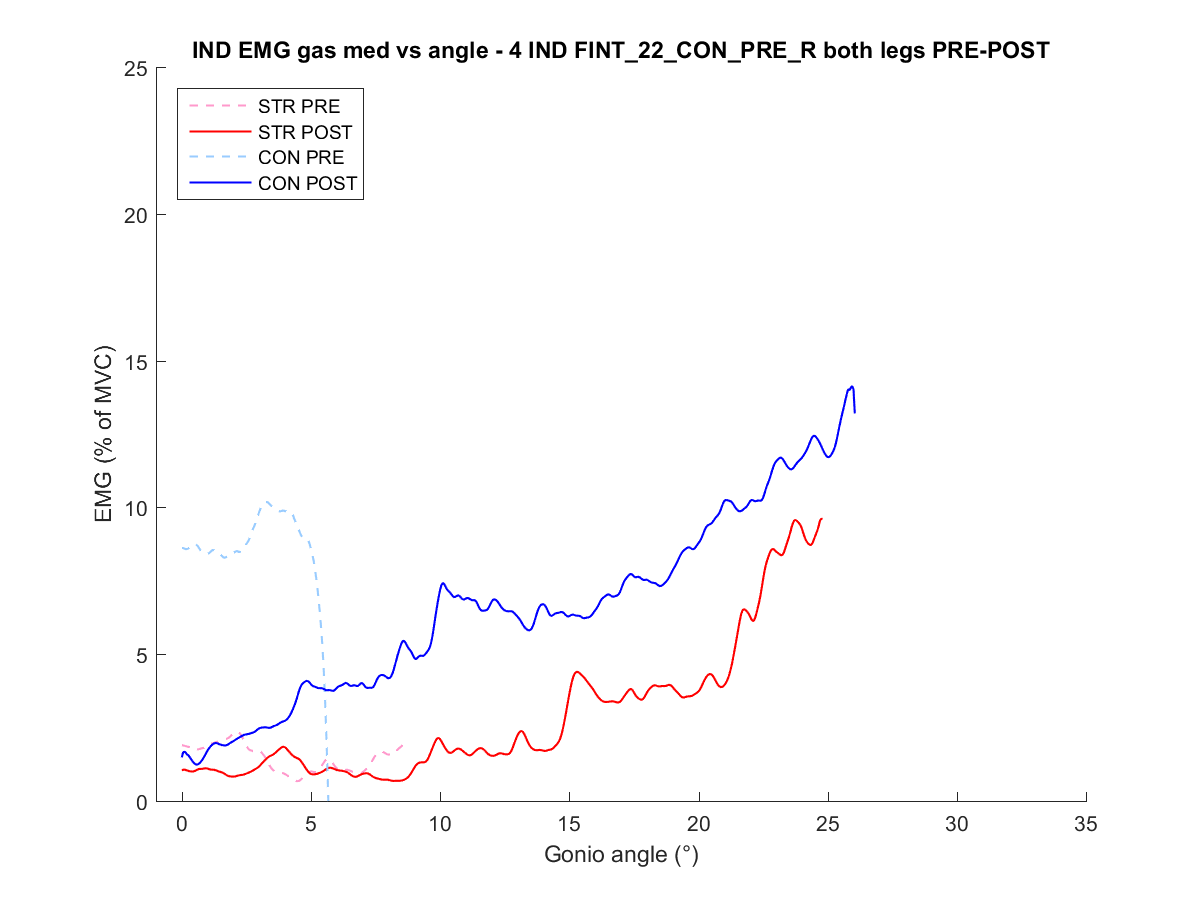 IND EMG gas med vs angle - 4 IND FINT_22_CON_PRE_R both legs PRE-POST
25
20
15
10
5
0
EMG (% of MVC)
STR PRE
STR POST
CON PRE
CON POST
0 5 10 15 20 25 30 35
Gonio angle (°)